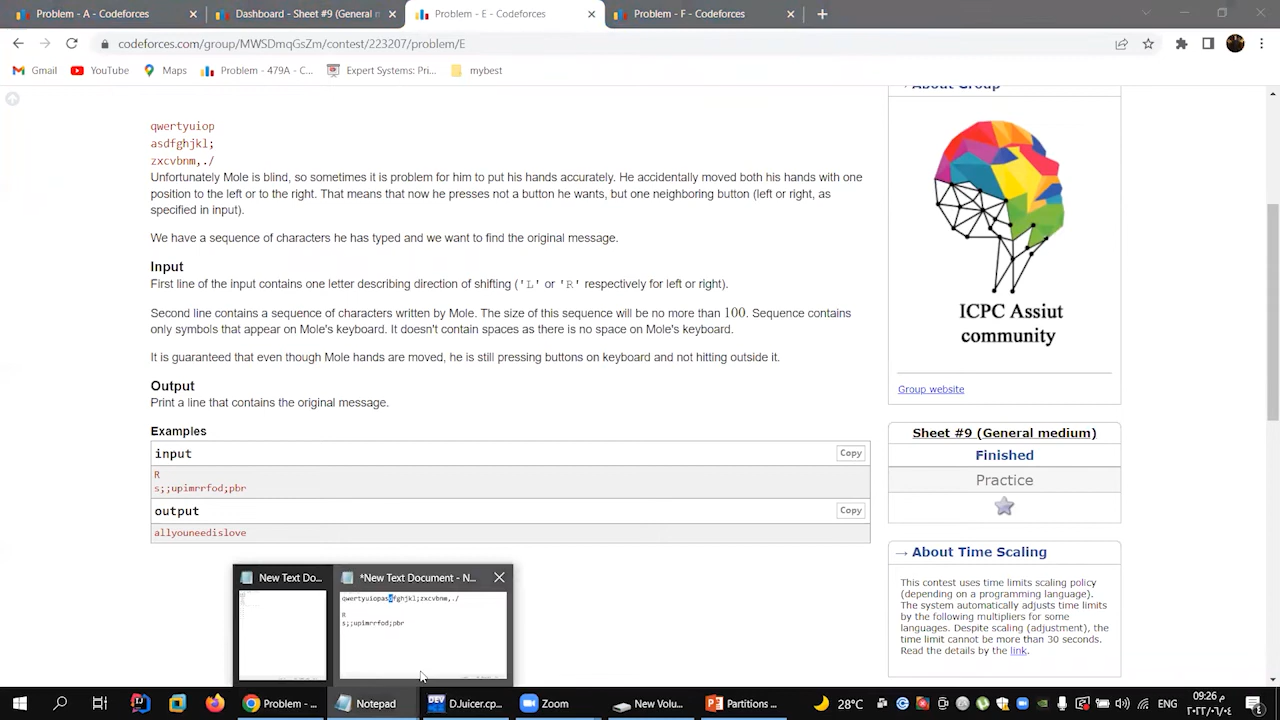 Problem - A - Codeforces
Dashboard - Sheet #9 (General m
Problem - E - Codeforces
Problem - F - Codeforces
codeforces.com/group/MWSDmqGsZm/contest/223207/problem/E
Gmail
YouTube
Maps
Problem - 479A - C...
Expert Systems: Pri...
mybest
→ About Group
qwertyuiop
asdfghjkl;
zxcvbnm,./
Unfortunately Mole is blind, so sometimes it is problem for him to put his hands accurately. He accidentally moved both his hands with one
position to the left or to the right. That means that now he presses not a button he wants, but one neighboring button (left or right, as
specified in input).
We have a sequence of characters he has typed and we want to find the original message.
Input
First line of the input contains one letter describing direction of shifting ('L' or 'R' respectively for left or right).
Second line contains a sequence of characters written by Mole. The size of this sequence will be no more than 100. Sequence contains
only symbols that appear on Mole's keyboard. It doesn't contain spaces as there is no space on Mole's keyboard.
It is guaranteed that even though Mole hands are moved, he is still pressing buttons on keyboard and not hitting outside it.
Output
Print a line that contains the original message.
Examples
input
Copy
R
s;;upimrrfod;pbr
output
Copy
allyouneedislove
ICPC Assiut
community
Group website
Sheet #9 (General medium)
Finished
Practice
→ About Time Scaling
This contest uses time limits scaling policy
(depending on a programming language).
The system automatically adjusts time limits
by the following multipliers for some
languages. Despite scaling (adjustment), the
time limit cannot be more than 30 seconds.
Read the details by the link.
New Text Do...
*New Text Document - N...
qwertyuiopasdfghjkl;zxcvbnm,./
R
s;;upimrrfod;pbr
Problem - ...
Notepad
DEV
DJuicer.cp...
Zoom
New Volu...
Partitions ...
28°C
09:26 م
٢٠٢٢/٠٦/٠٤